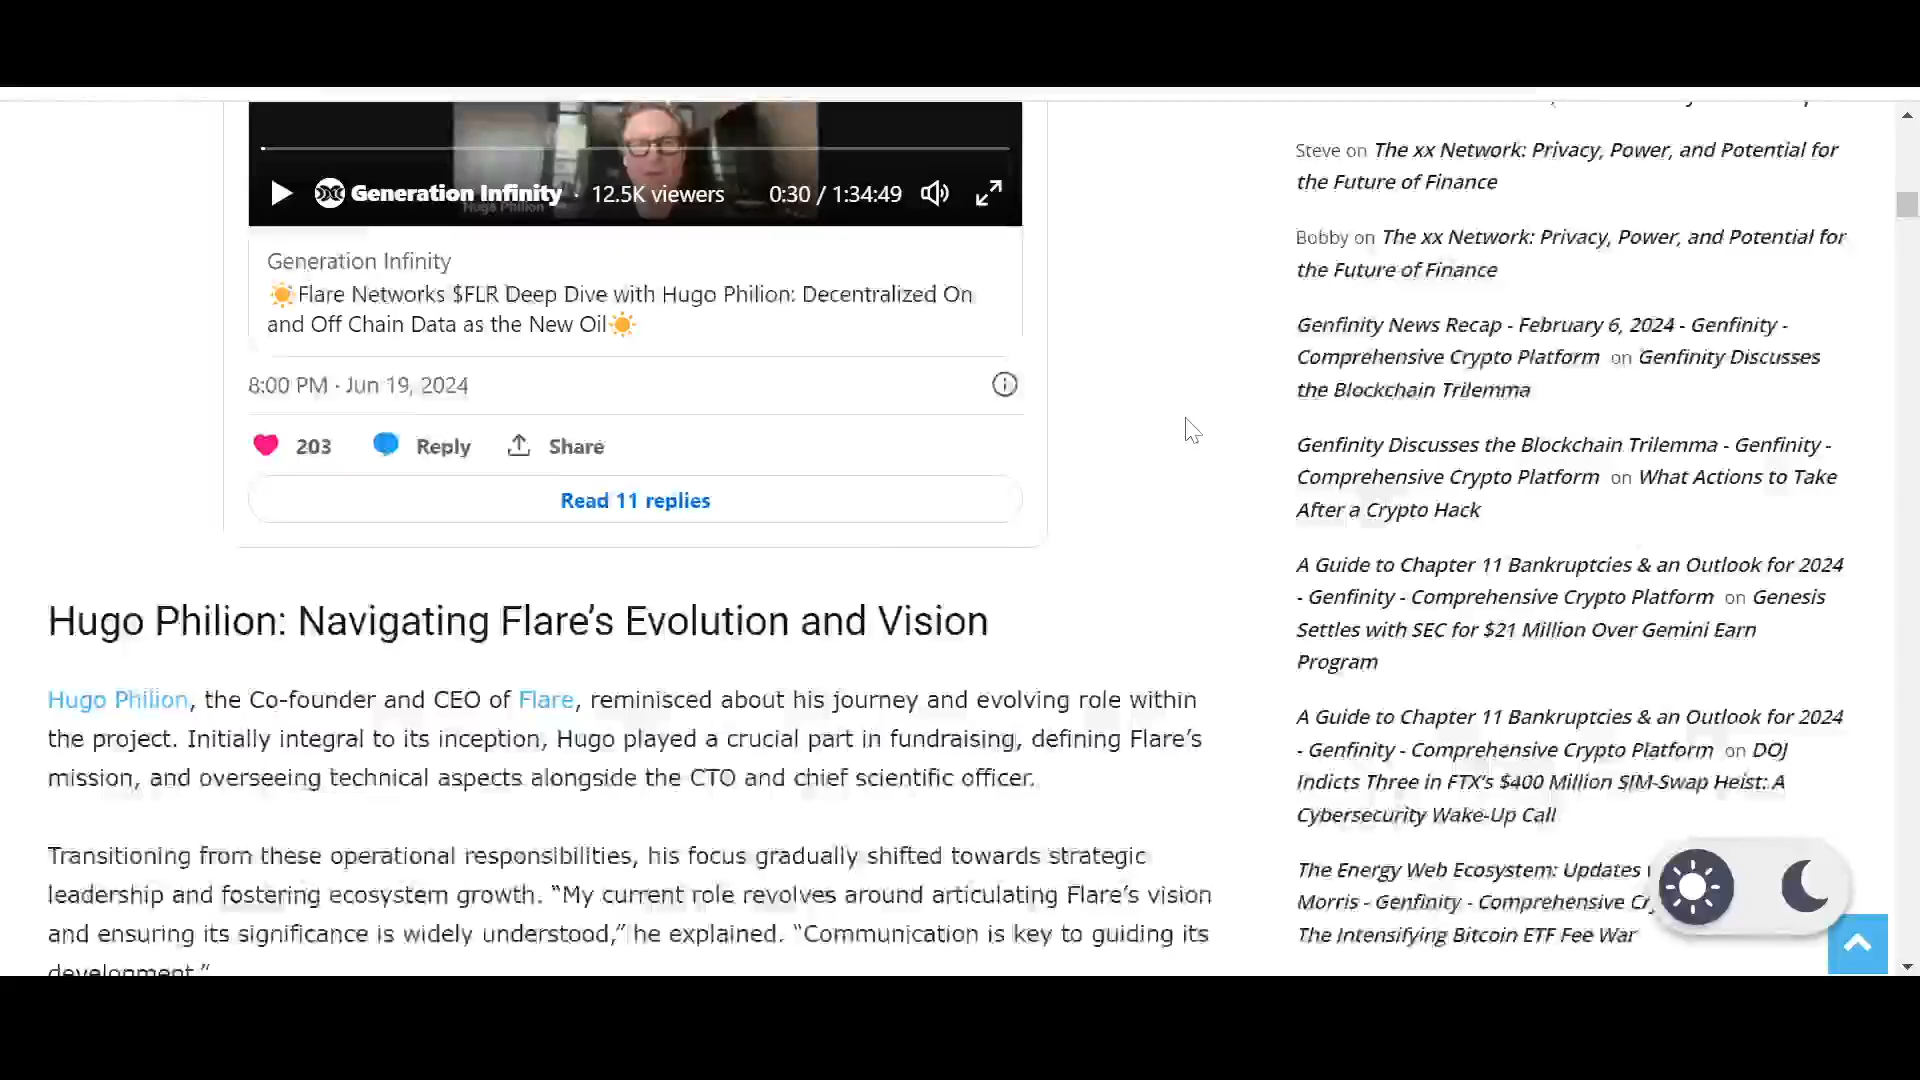 Generation Infinity · 12.5K viewers 0:30 / 1:34:49
Hugo Philion
Generation Infinity
☀️Flare Networks $FLR Deep Dive with Hugo Philion: Decentralized On
and Off Chain Data as the New Oil☀️
8:00 PM · Jun 19, 2024
203 Reply Share
Read 11 replies
Hugo Philion: Navigating Flare’s Evolution and Vision
Hugo Philion, the Co-founder and CEO of Flare, reminisced about his journey and evolving role within
the project. Initially integral to its inception, Hugo played a crucial part in fundraising, defining Flare’s
mission, and overseeing technical aspects alongside the CTO and chief scientific officer.
Transitioning from these operational responsibilities, his focus gradually shifted towards strategic
leadership and fostering ecosystem growth. “My current role revolves around articulating Flare’s vision
and ensuring its significance is widely understood,” he explained. “Communication is key to guiding its
development.”
Steve on The xx Network: Privacy, Power, and Potential for
the Future of Finance
Bobby on The xx Network: Privacy, Power, and Potential for
the Future of Finance
Genfinity News Recap - February 6, 2024 - Genfinity -
Comprehensive Crypto Platform on Genfinity Discusses
the Blockchain Trilemma
Genfinity Discusses the Blockchain Trilemma - Genfinity -
Comprehensive Crypto Platform on What Actions to Take
After a Crypto Hack
A Guide to Chapter 11 Bankruptcies & an Outlook for 2024
- Genfinity - Comprehensive Crypto Platform on Genesis
Settles with SEC for $21 Million Over Gemini Earn
Program
A Guide to Chapter 11 Bankruptcies & an Outlook for 2024
- Genfinity - Comprehensive Crypto Platform on DOJ
Indicts Three in FTX’s $400 Million SIM-Swap Heist: A
Cybersecurity Wake-Up Call
The Energy Web Ecosystem: Updates
Morris - Genfinity - Comprehensive
The Intensifying Bitcoin ETF Fee War